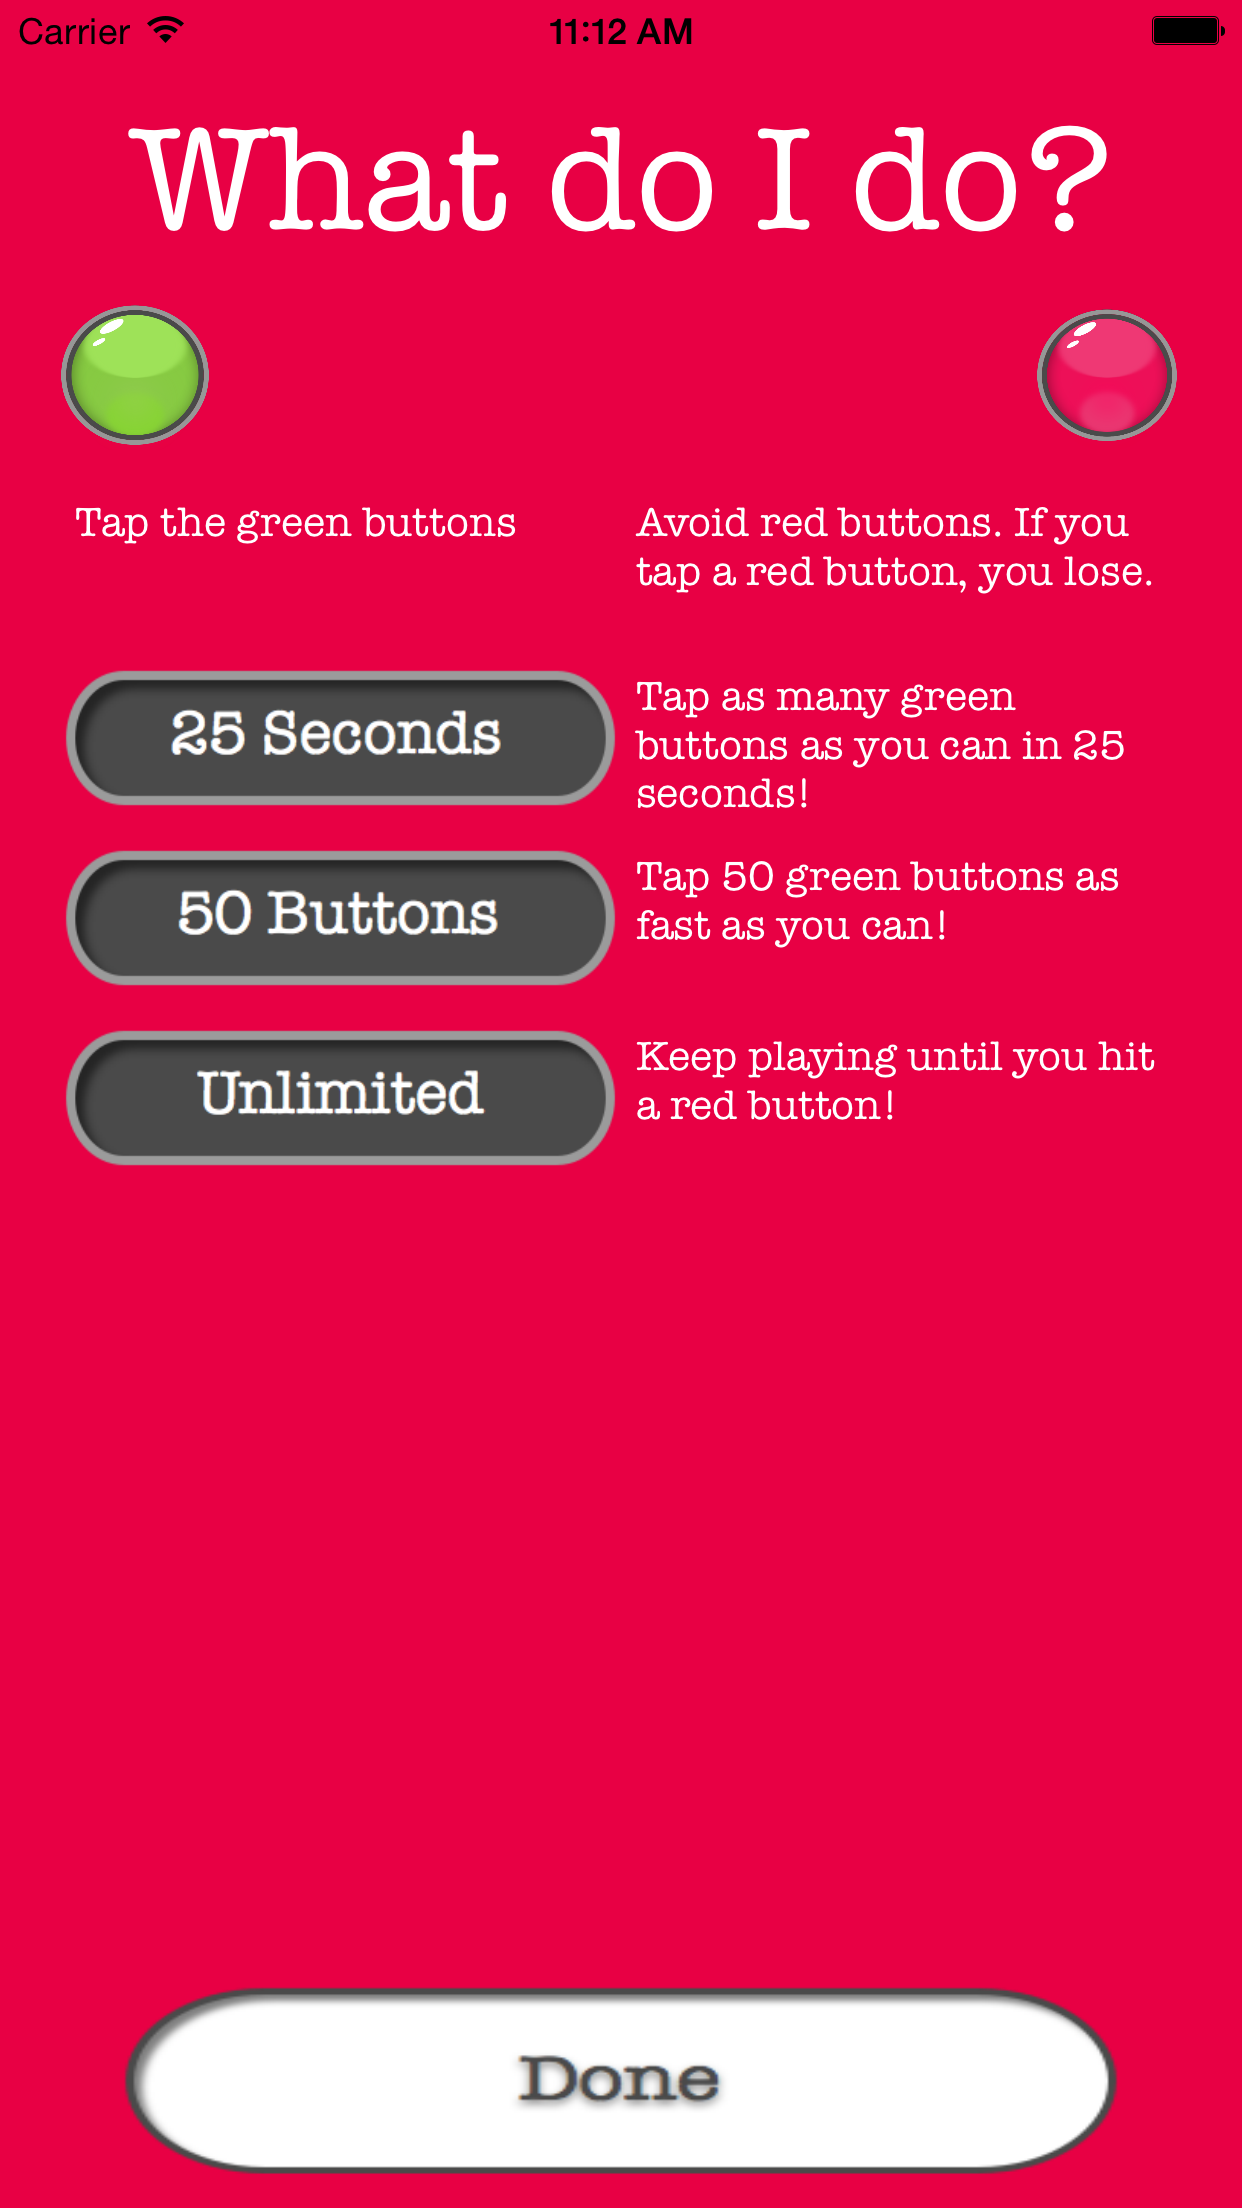 Carrier 11:12 AM
What do I do?
Tap the green buttons
Avoid red buttons. If you
tap a red button, you lose.
25 Seconds
Tap as many green
buttons as you can in 25
seconds!
50 Buttons
Tap 50 green buttons as
fast as you can!
Unlimited
Keep playing until you hit
a red button!
Done